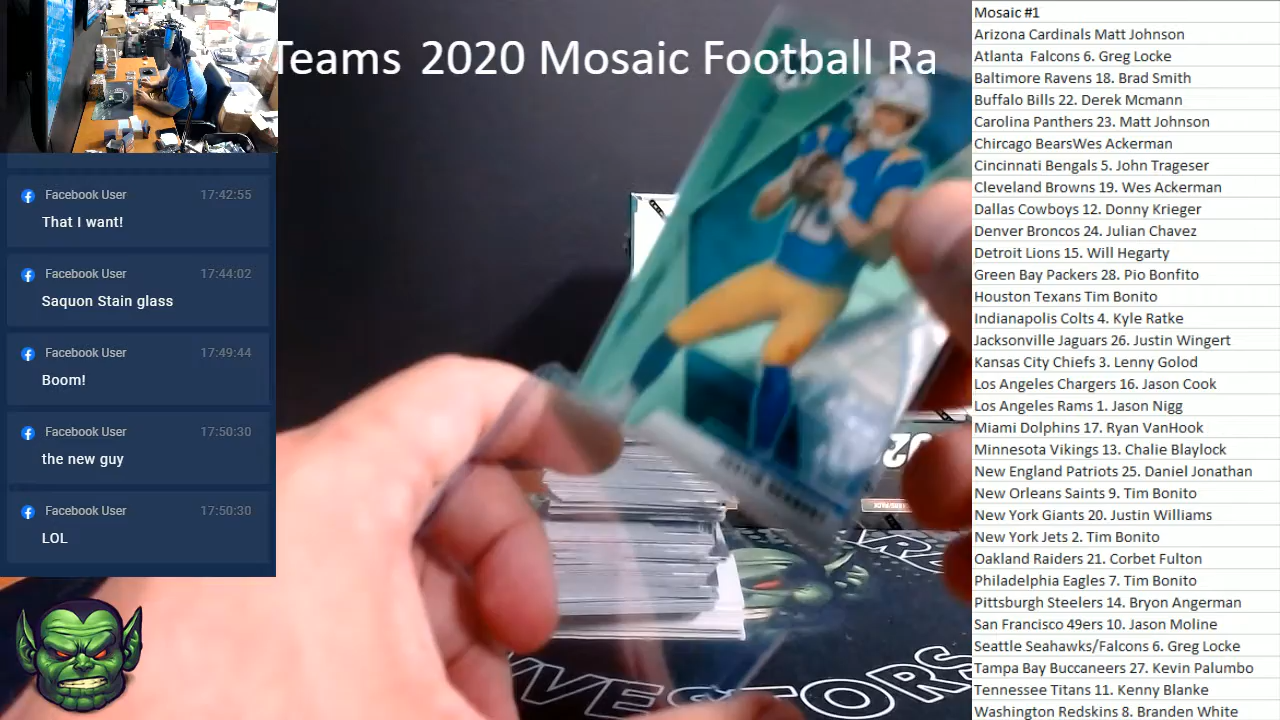 Teams 2020 Mosaic Football Ra
Facebook User 17:42:55
That I want!
Facebook User 17:44:02
Saquon Stain glass
Facebook User 17:49:44
Boom!
Facebook User 17:50:30
the new guy
Facebook User 17:50:30
LOL
10
Mosaic #1
Arizona Cardinals Matt Johnson
Atlanta  Falcons 6. Greg Locke
Baltimore Ravens 18. Brad Smith
Buffalo Bills 22. Derek Mcmann
Carolina Panthers 23. Matt Johnson
Chircago BearsWes Ackerman
Cincinnati Bengals 5. John Trageser
Cleveland Browns 19. Wes Ackerman
Dallas Cowboys 12. Donny Krieger
Denver Broncos 24. Julian Chavez
Detroit Lions 15. Will Hegarty
Green Bay Packers 28. Pio Bonfito
Houston Texans Tim Bonito
Indianapolis Colts 4. Kyle Ratke
Jacksonville Jaguars 26. Justin Wingert
Kansas City Chiefs 3. Lenny Golod
Los Angeles Chargers 16. Jason Cook
Los Angeles Rams 1. Jason Nigg
Miami Dolphins 17. Ryan VanHook
Minnesota Vikings 13. Chalie Blaylock
New England Patriots 25. Daniel Jonathan
New Orleans Saints 9. Tim Bonito
New York Giants 20. Justin Williams
New York Jets 2. Tim Bonito
Oakland Raiders 21. Corbet Fulton
Philadelphia Eagles 7. Tim Bonito
Pittsburgh Steelers 14. Bryon Angerman
San Francisco 49ers 10. Jason Moline
Seattle Seahawks/Falcons 6. Greg Locke
Tampa Bay Buccaneers 27. Kevin Palumbo
Tennessee Titans 11. Kenny Blanke
Washington Redskins 8. Branden White
JUSTIN HERBERT
VESTORS